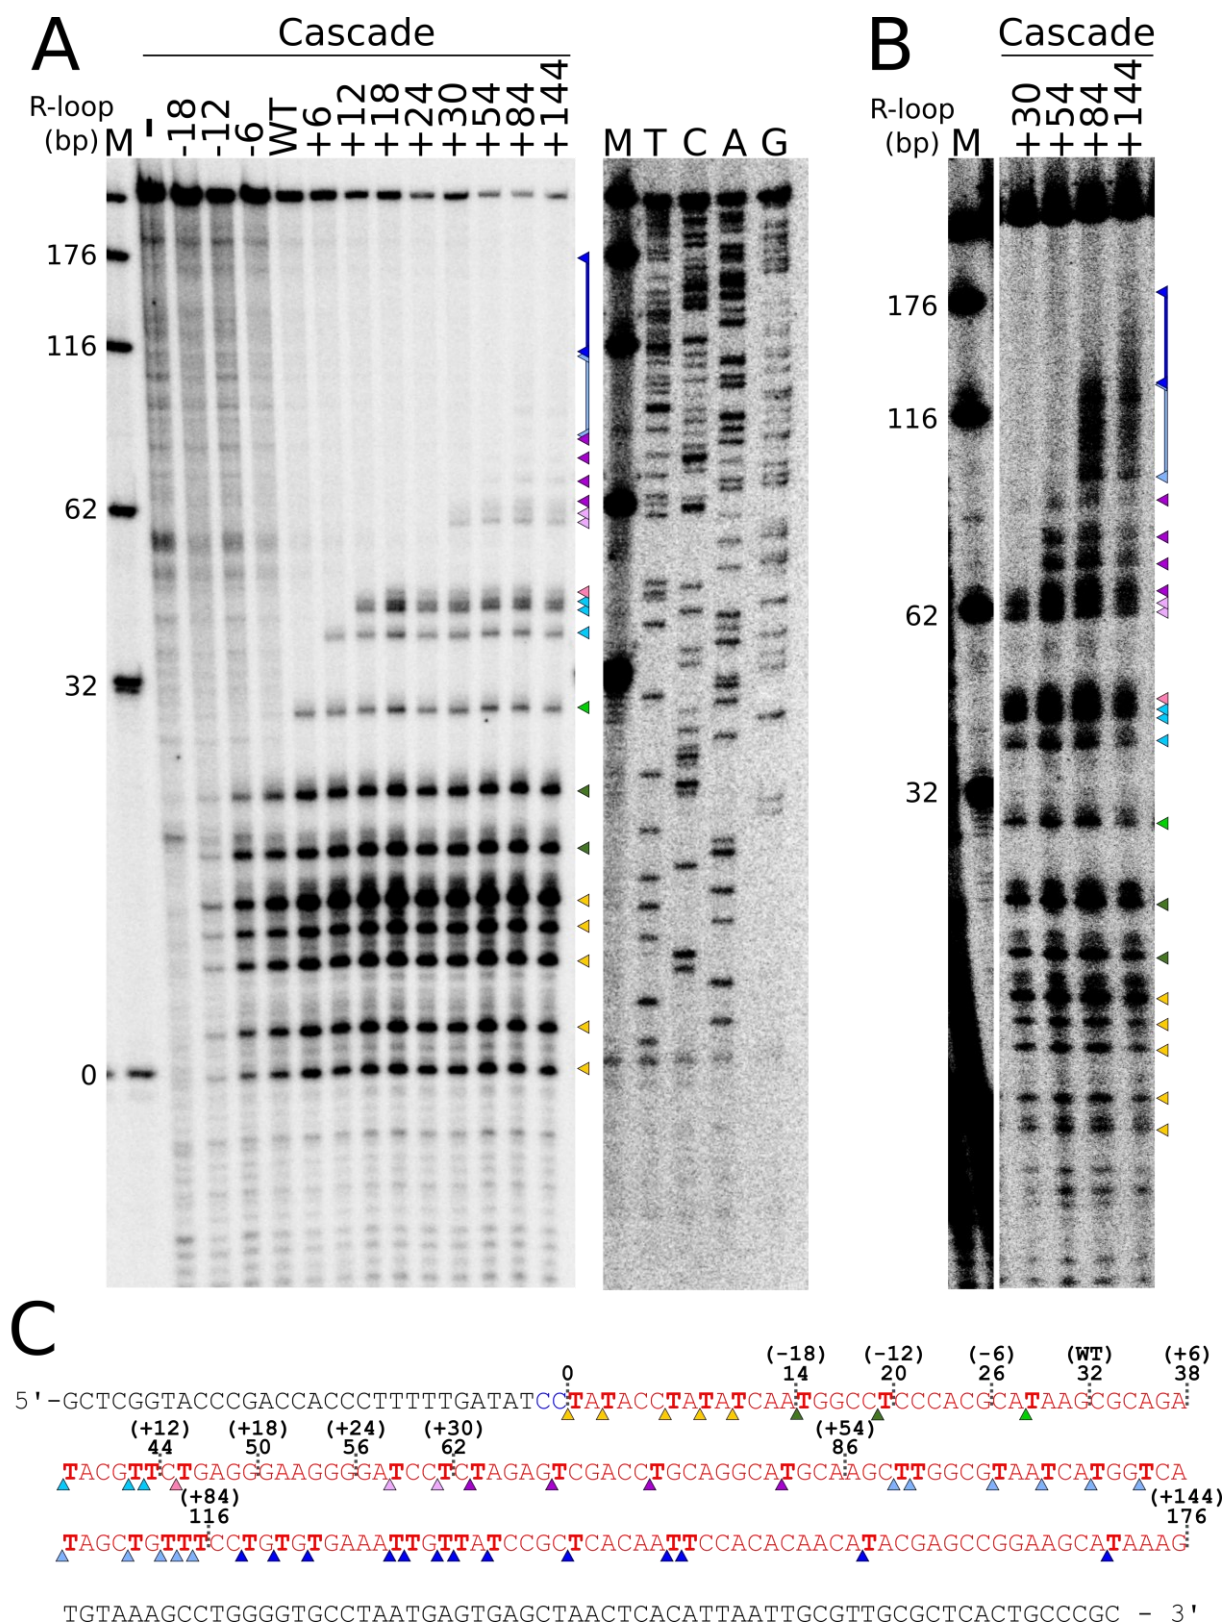 A
Cascade
R-loop
(bp)
M - -18 -12 -6 WT +6 +12 +18 +24 +30 +54 +84 +144
176
116
62
32
0
M T C A G
B
Cascade
R-loop
(bp)
M +30 +54 +84 +144
176
116
62
32
C
(-18) (-12) (-6) (WT) (+6)
0 14 20 26 32 38
5'-GCTCGGTACCCGACCACCCTTTTTGATATCCTATACCTATATCAATGGCCTCCCACGCATAAGCGCAGA
(+12) (+18) (+24) (+30) (+54)
44 50 56 62 86
TACGTTCTGAGGGAAGGGGATCCTCTAGAGTCGACCTGCAGGCATGCAAGCTTGGCGTAATCATGGTCA
(+84) (+144)
116 176
TAGCTGTTTCCTGTGTGAAATTGTTATCCGCTCACAATTCCACACAACATACGAGCCGGAAGCATAAAG
TGTAAAGCCTGGGGTGCCTAATGAGTGAGCTAACTCACATTAATTGCGTTGCGCTCACTGCCCGC - 3'